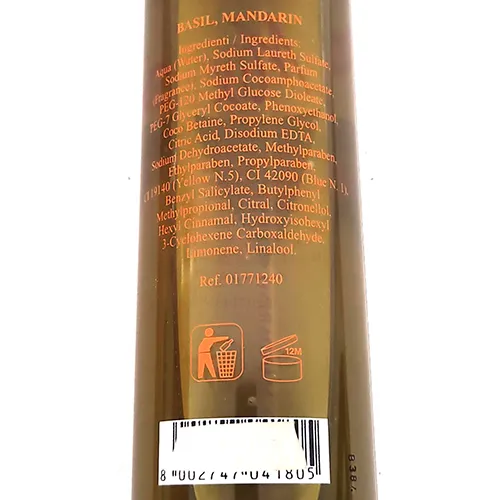 BASIL, MANDARIN
Ingredienti / Ingredients:
Aqua (Water), Sodium Laureth Sulfate,
Sodium Myreth Sulfate, Parfum
(Fragrance), Sodium Cocoamphoacetate,
PEG-120 Methyl Glucose Dioleate,
PEG-7 Glyceryl Cocoate, Phenoxyethanol,
Coco Betaine, Propylene Glycol,
Citric Acid, Disodium EDTA,
Sodium Dehydroacetate, Methylparaben,
Ethylparaben, Propylparaben,
CI 19140 (Yellow N.5), CI 42090 (Blue N.1),
Benzyl Salicylate, Butylphenyl
Methylpropional, Citral, Citronellol,
Hexyl Cinnamal, Hydroxyisohexyl
3-Cyclohexene Carboxaldehyde,
Limonene, Linalool.
Ref. 01771240
12M
8 002747 041805